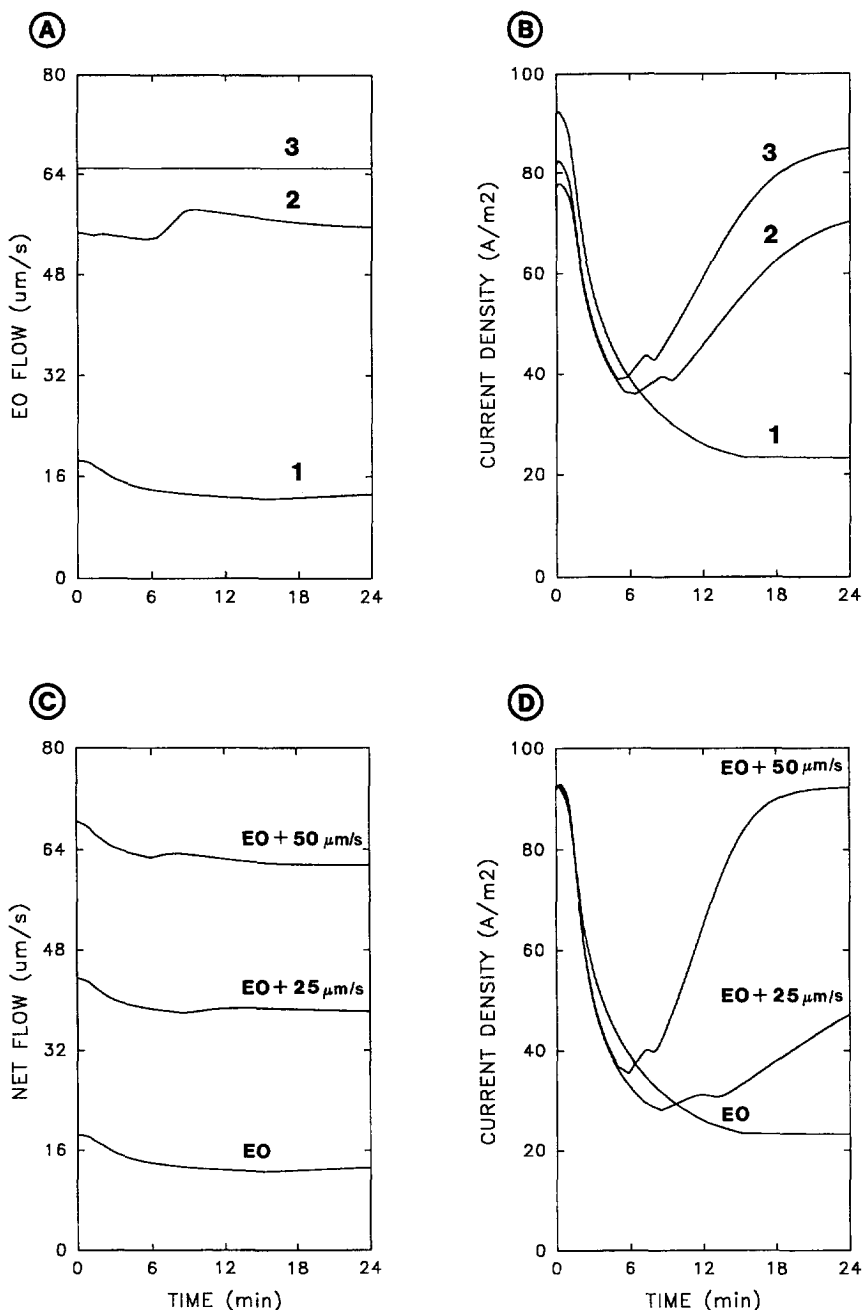 A
80
64
48
32
16
0
EO FLOW (um/s)
3
2
1
0 6 12 18 24
B
100
80
60
40
20
0
CURRENT DENSITY (A/m2)
3
2
1
0 6 12 18 24
C
80
64
48
32
16
0
NET FLOW (um/s)
EO + 50 μm/s
EO + 25 μm/s
EO
0 6 12 18 24
TIME (min)
D
100
80
60
40
20
0
CURRENT DENSITY (A/m2)
EO + 50 μm/s
EO + 25 μm/s
EO
0 6 12 18 24
TIME (min)